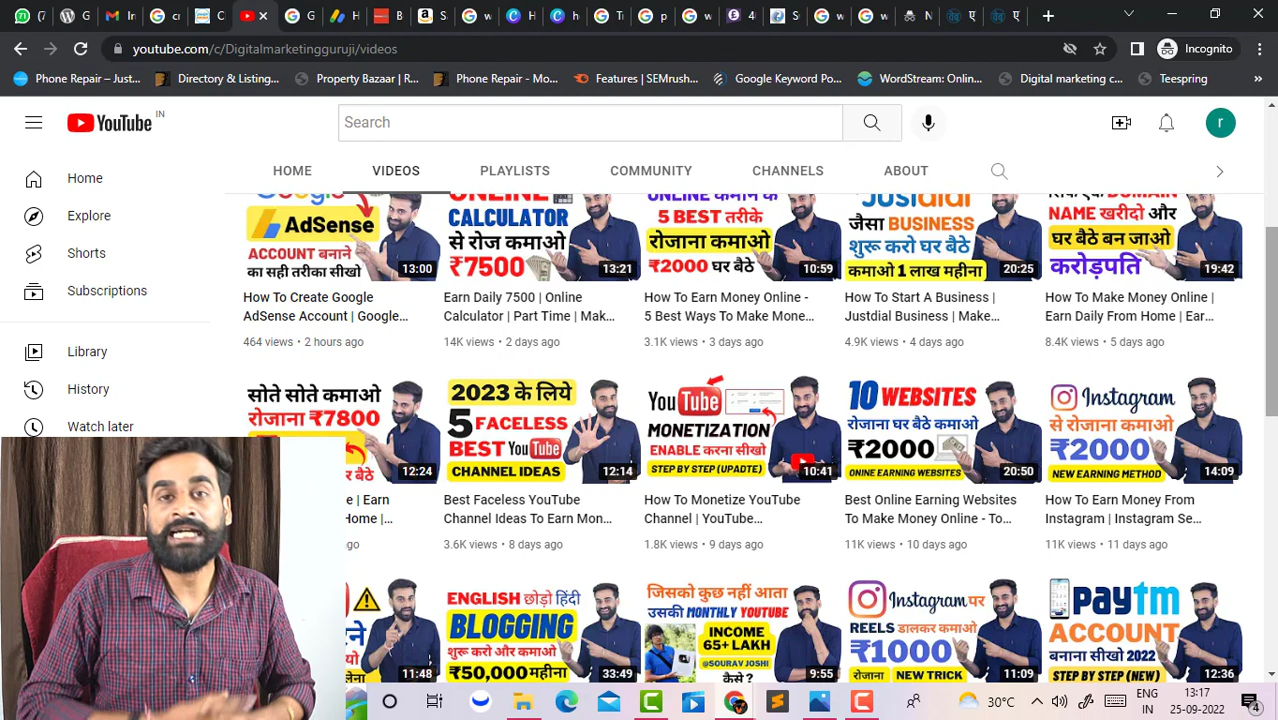 youtube.com/c/Digitalmarketingguruji/videos
Incognito
Phone Repair – Just...
Directory & Listing...
Property Bazaar | R...
Phone Repair - Mo...
Features | SEMrush...
Google Keyword Po...
WordStream: Onlin...
Digital marketing c...
Teespring
YouTube IN
Search
r
HOME
VIDEOS
PLAYLISTS
COMMUNITY
CHANNELS
ABOUT
Home
Explore
Shorts
Subscriptions
Library
History
Watch later
Google
AdSense
ACCOUNT बनाने
का सही तरीका सीखो
13:00
How To Create Google
AdSense Account | Google...
464 views • 2 hours ago
ONLINE
CALCULATOR
से रोज कमाओ
₹7500
13:21
Earn Daily 7500 | Online
Calculator | Part Time | Mak...
14K views • 2 days ago
ONLINE कमाने के
5 BEST तरीके
रोजाना कमाओ
₹2000 घर बैठे
10:59
How To Earn Money Online -
5 Best Ways To Make Mone...
3.1K views • 3 days ago
Justdial
जैसा BUSINESS
शुरू करो घर बैठे
कमाओ 1 लाख महीना
20:25
How To Start A Business |
Justdial Business | Make...
4.9K views • 4 days ago
सिर्फ एक DOMAIN
NAME खरीदो और
घर बैठे बन जाओ
करोड़पति
19:42
How To Make Money Online |
Earn Daily From Home | Ear...
8.4K views • 5 days ago
सोते सोते कमाओ
रोजाना ₹7800
र बैठे
12:24
e | Earn
Home |...
ago
2023 के लिये
5 FACELESS
BEST YouTube
CHANNEL IDEAS
12:14
Best Faceless YouTube
Channel Ideas To Earn Mon...
3.6K views • 8 days ago
YouTube
MONETIZATION
ENABLE करना सीखो
STEP BY STEP (UPADTE)
10:41
How To Monetize YouTube
Channel | YouTube...
1.8K views • 9 days ago
10 WEBSITES
रोजाना घर बैठे कमाओ
₹2000
ONINE EARNING WEBSITES
20:50
Best Online Earning Websites
To Make Money Online - To...
11K views • 10 days ago
Instagram
से रोजना कमाओ
₹2000
NEW EARNING METHOD
14:09
How To Earn Money From
Instagram | Instagram Se...
11K views • 11 days ago
11:48
ENGLISH छोड़ो हिंदी
BLOGGING
शुरू करो और कमाओ
₹50,000 महीना
33:49
जिसको कुछ नहीं आता
उसकी MONTHLY YOUTUBE
INCOME
65+ LAKH
@SOURAV JOSHI
कैसे ?
9:55
Instagram पर
REELS डालकर कमाओ
₹1000
रोजाना NEW TRICK
11:09
Paytm
ACCOUNT
बनाना सीखो 2022
STEP BY STEP (NEW)
12:36
30°C
ENG
IN
13:17
25-09-2022
4